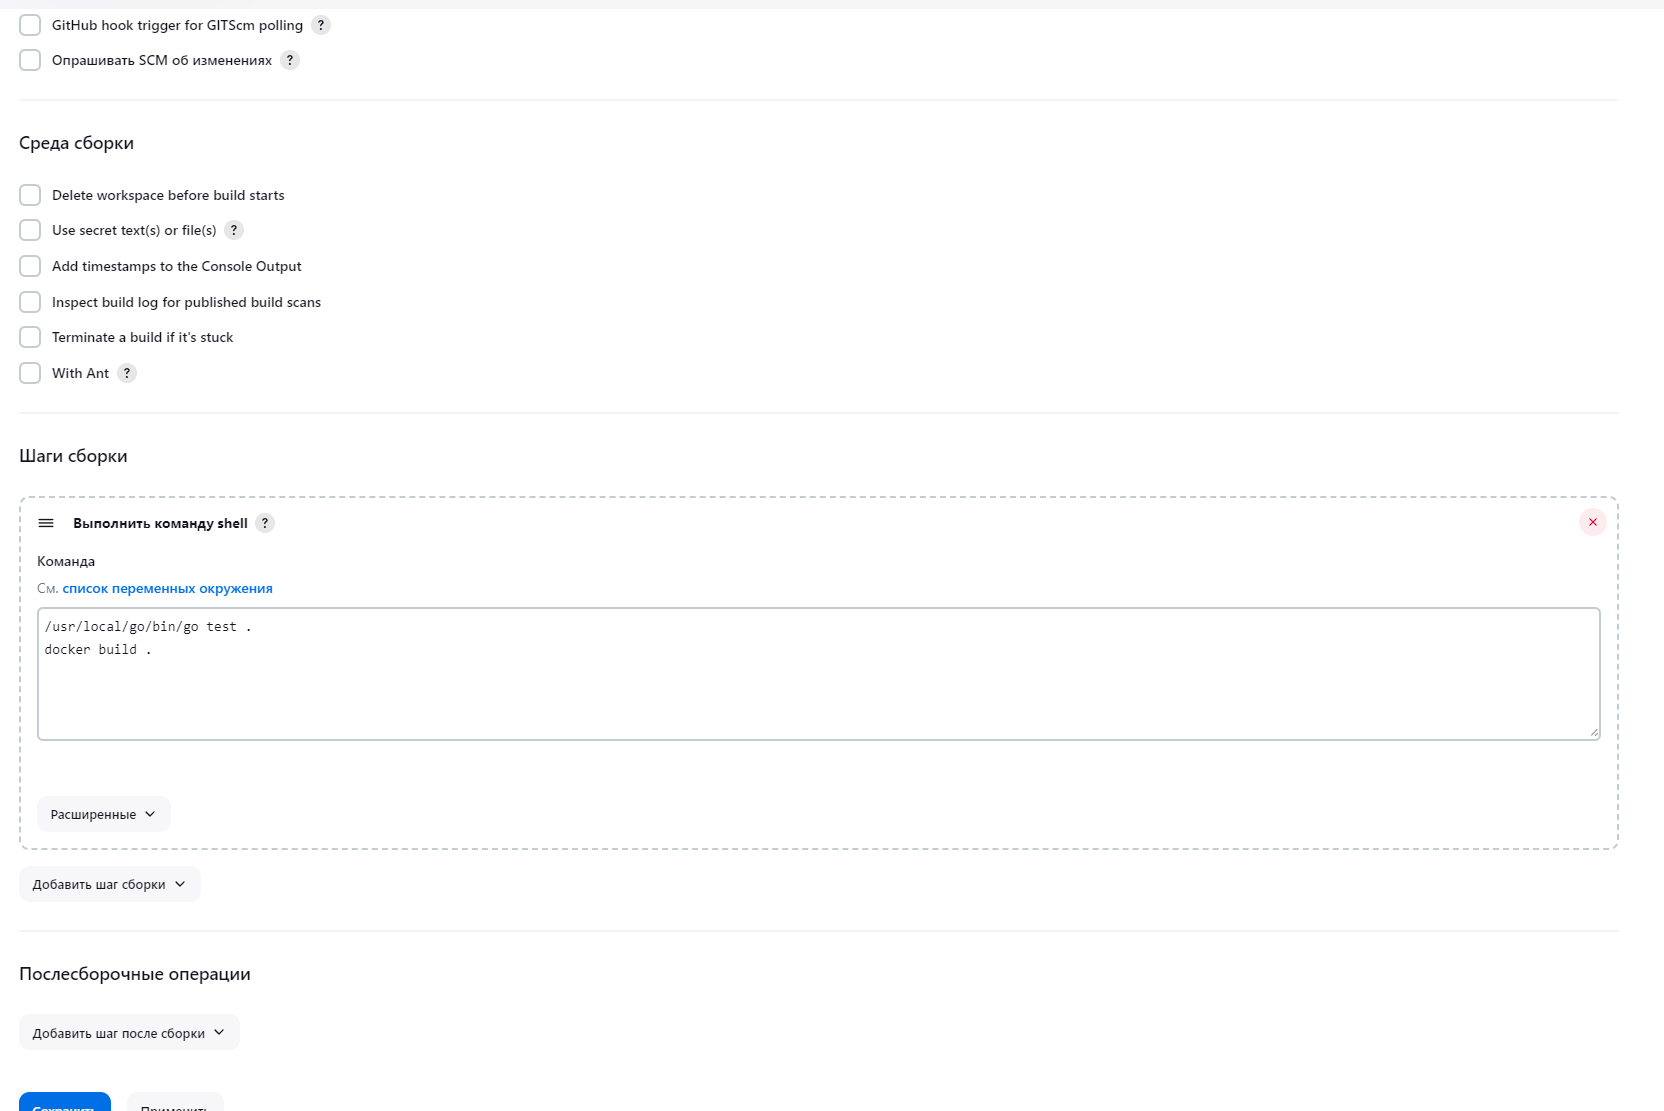 GitHub hook trigger for GITScm polling ?
Опрашивать SCM об изменениях ?
Среда сборки
Delete workspace before build starts
Use secret text(s) or file(s) ?
Add timestamps to the Console Output
Inspect build log for published build scans
Terminate a build if it's stuck
With Ant ?
Шаги сборки
Выполнить команду shell ?
Команда
См. список переменных окружения
/usr/local/go/bin/go test .
docker build .
Расширенные
Добавить шаг сборки
Послесборочные операции
Добавить шаг после сборки
Сохранить Применить